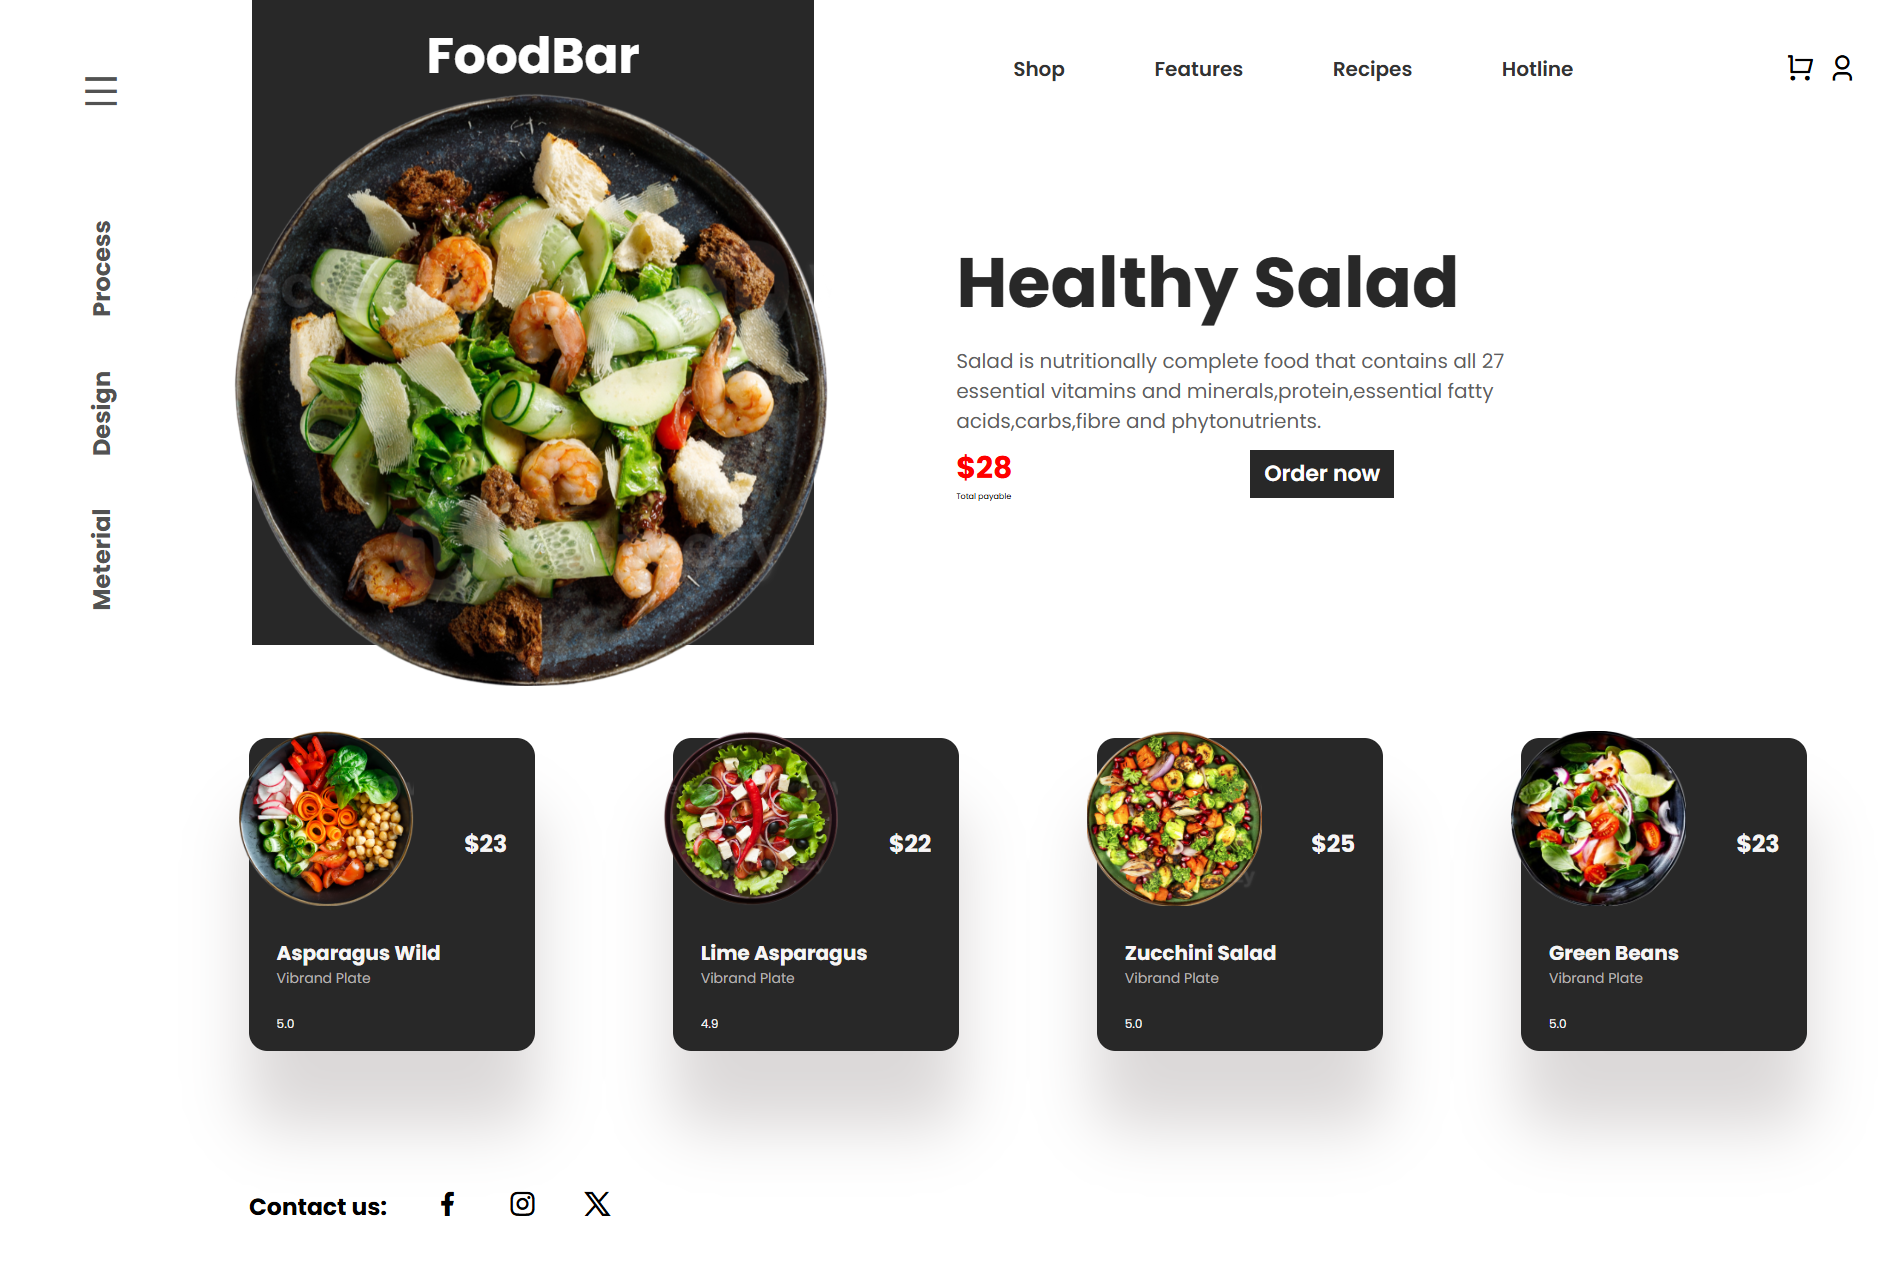 FoodBar
Shop
Features
Recipes
Hotline
Process
Design
Meterial
Healthy Salad
Salad is nutritionally complete food that contains all 27
essential vitamins and minerals,protein,essential fatty
acids,carbs,fibre and phytonutrients.
$28
Total payable
Order now
$23
Asparagus Wild
Vibrand Plate
5.0
$22
Lime Asparagus
Vibrand Plate
4.9
$25
Zucchini Salad
Vibrand Plate
5.0
$23
Green Beans
Vibrand Plate
5.0
Contact us: